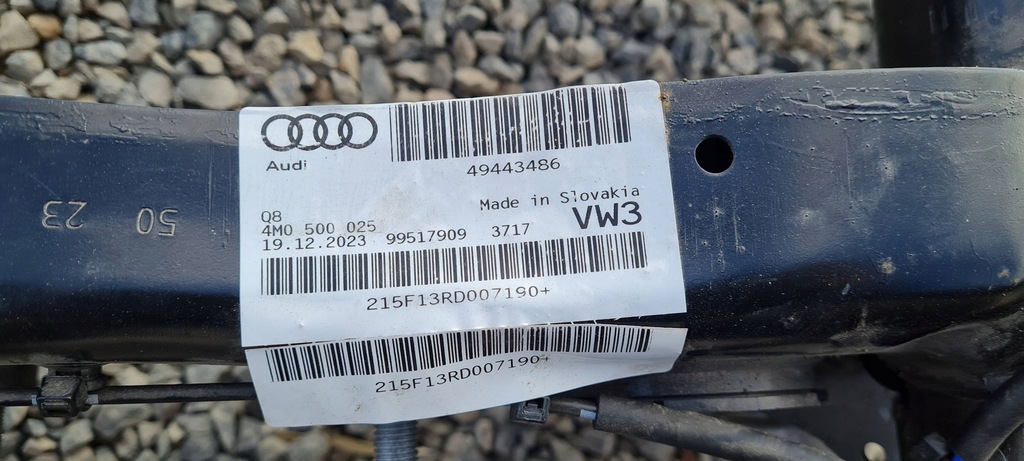 Audi
49443486
Made in Slovakia
Q8
4M0 500 025
VW3
19.12.2023 99517909 3717
215F13RD007190+
215F13RD007190+
50
23